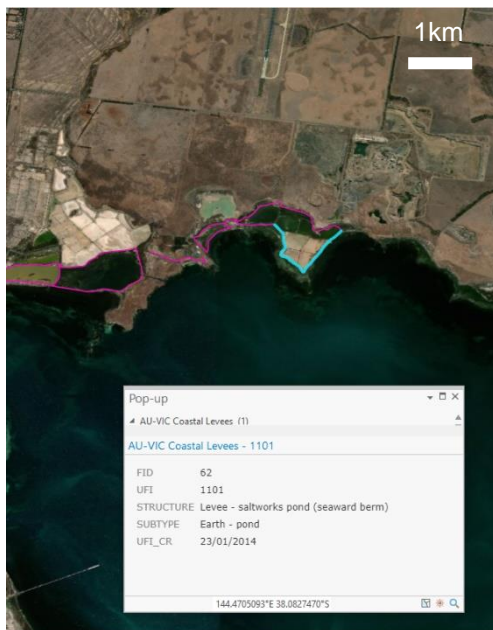 1km
Pop-up
AU-VIC Coastal Levees (1)
AU-VIC Coastal Levees - 1101
FID 62
UFI 1101
STRUCTURE Levee - saltworks pond (seaward berm)
SUBTYPE Earth - pond
UFI_CR 23/01/2014
144.4705093°E 38.0827470°S